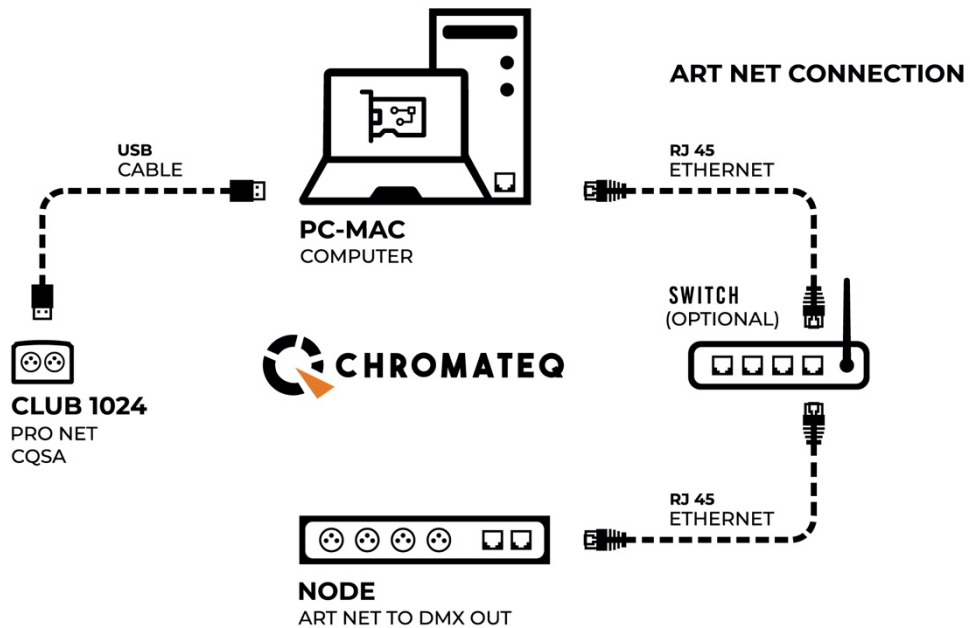 ART NET CONNECTION
USB
CABLE
RJ 45
ETHERNET
PC-MAC
COMPUTER
SWITCH
(OPTIONAL)
CHROMATEQ
CLUB 1024
PRO NET
CQSA
RJ 45
ETHERNET
NODE
ART NET TO DMX OUT